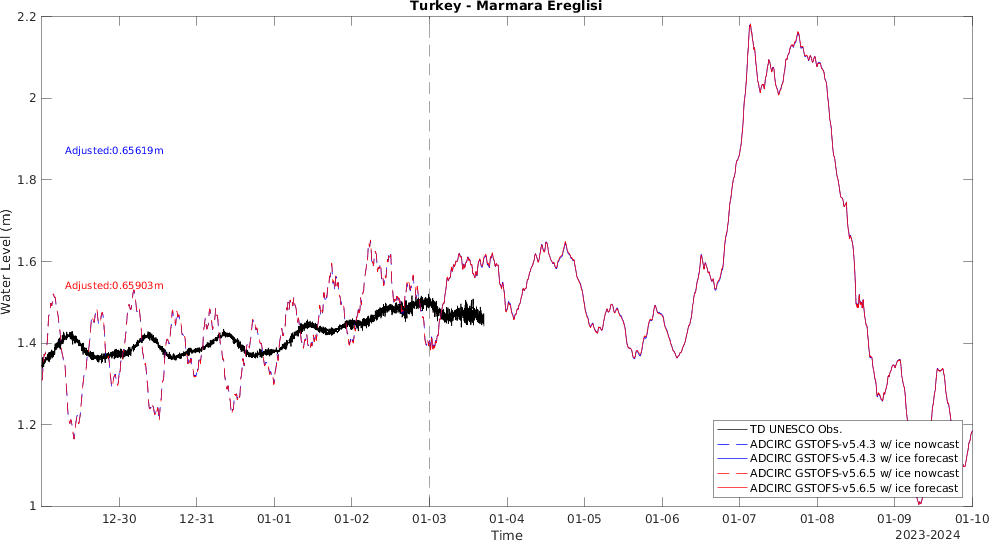 Turkey - Marmara Ereglisi
2.2
2
1.8
1.6
1.4
1.2
1
Water Level (m)
Adjusted:0.65619m
Adjusted:0.65903m
TD UNESCO Obs.
ADCIRC GSTOFS-v5.4.3 w/ ice nowcast
ADCIRC GSTOFS-v5.4.3 w/ ice forecast
ADCIRC GSTOFS-v5.6.5 w/ ice nowcast
ADCIRC GSTOFS-v5.6.5 w/ ice forecast
12-30 12-31 01-01 01-02 01-03 01-04 01-05 01-06 01-07 01-08 01-09 01-10
Time
2023-2024